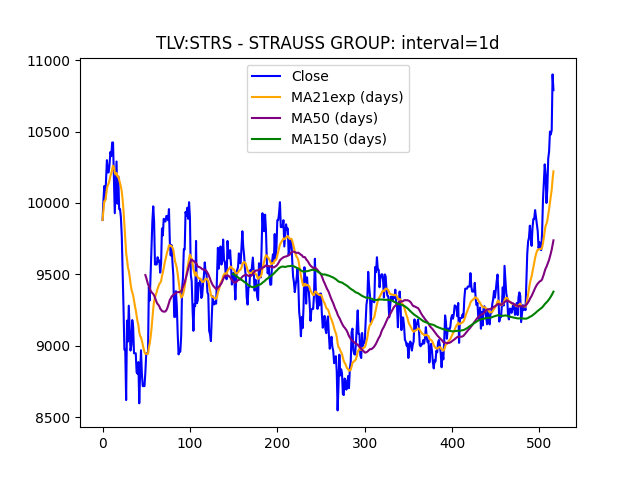 TLV:STRS - STRAUSS GROUP: interval=1d
11000
10500
10000
9500
9000
8500
Close
MA21exp (days)
MA50 (days)
MA150 (days)
0 100 200 300 400 500